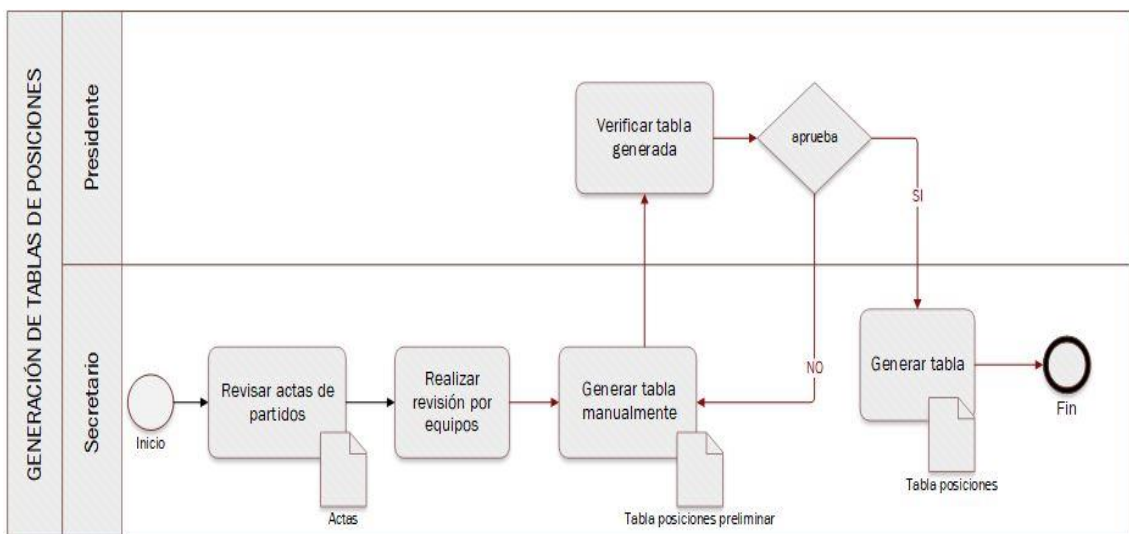 GENERACIÓN DE TABLAS DE POSICIONES
Presidente
Verificar tabla
generada
aprueba
SI
Secretario
Inicio
Revisar actas de
partidos
Actas
Realizar
revisión por
equipos
Generar tabla
manualmente
Tabla posiciones preliminar
NO
Generar tabla
Tabla posiciones
Fin